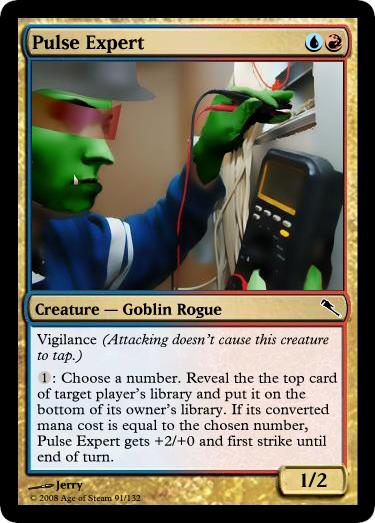 Pulse Expert
Creature — Goblin Rogue
Vigilance (Attacking doesn't cause this creature
to tap.)
1: Choose a number. Reveal the the top card
of target player's library and put it on the
bottom of its owner's library. If its converted
mana cost is equal to the chosen number,
Pulse Expert gets +2/+0 and first strike until
end of turn.
1/2
Jerry
© 2008 Age of Steam 91/132